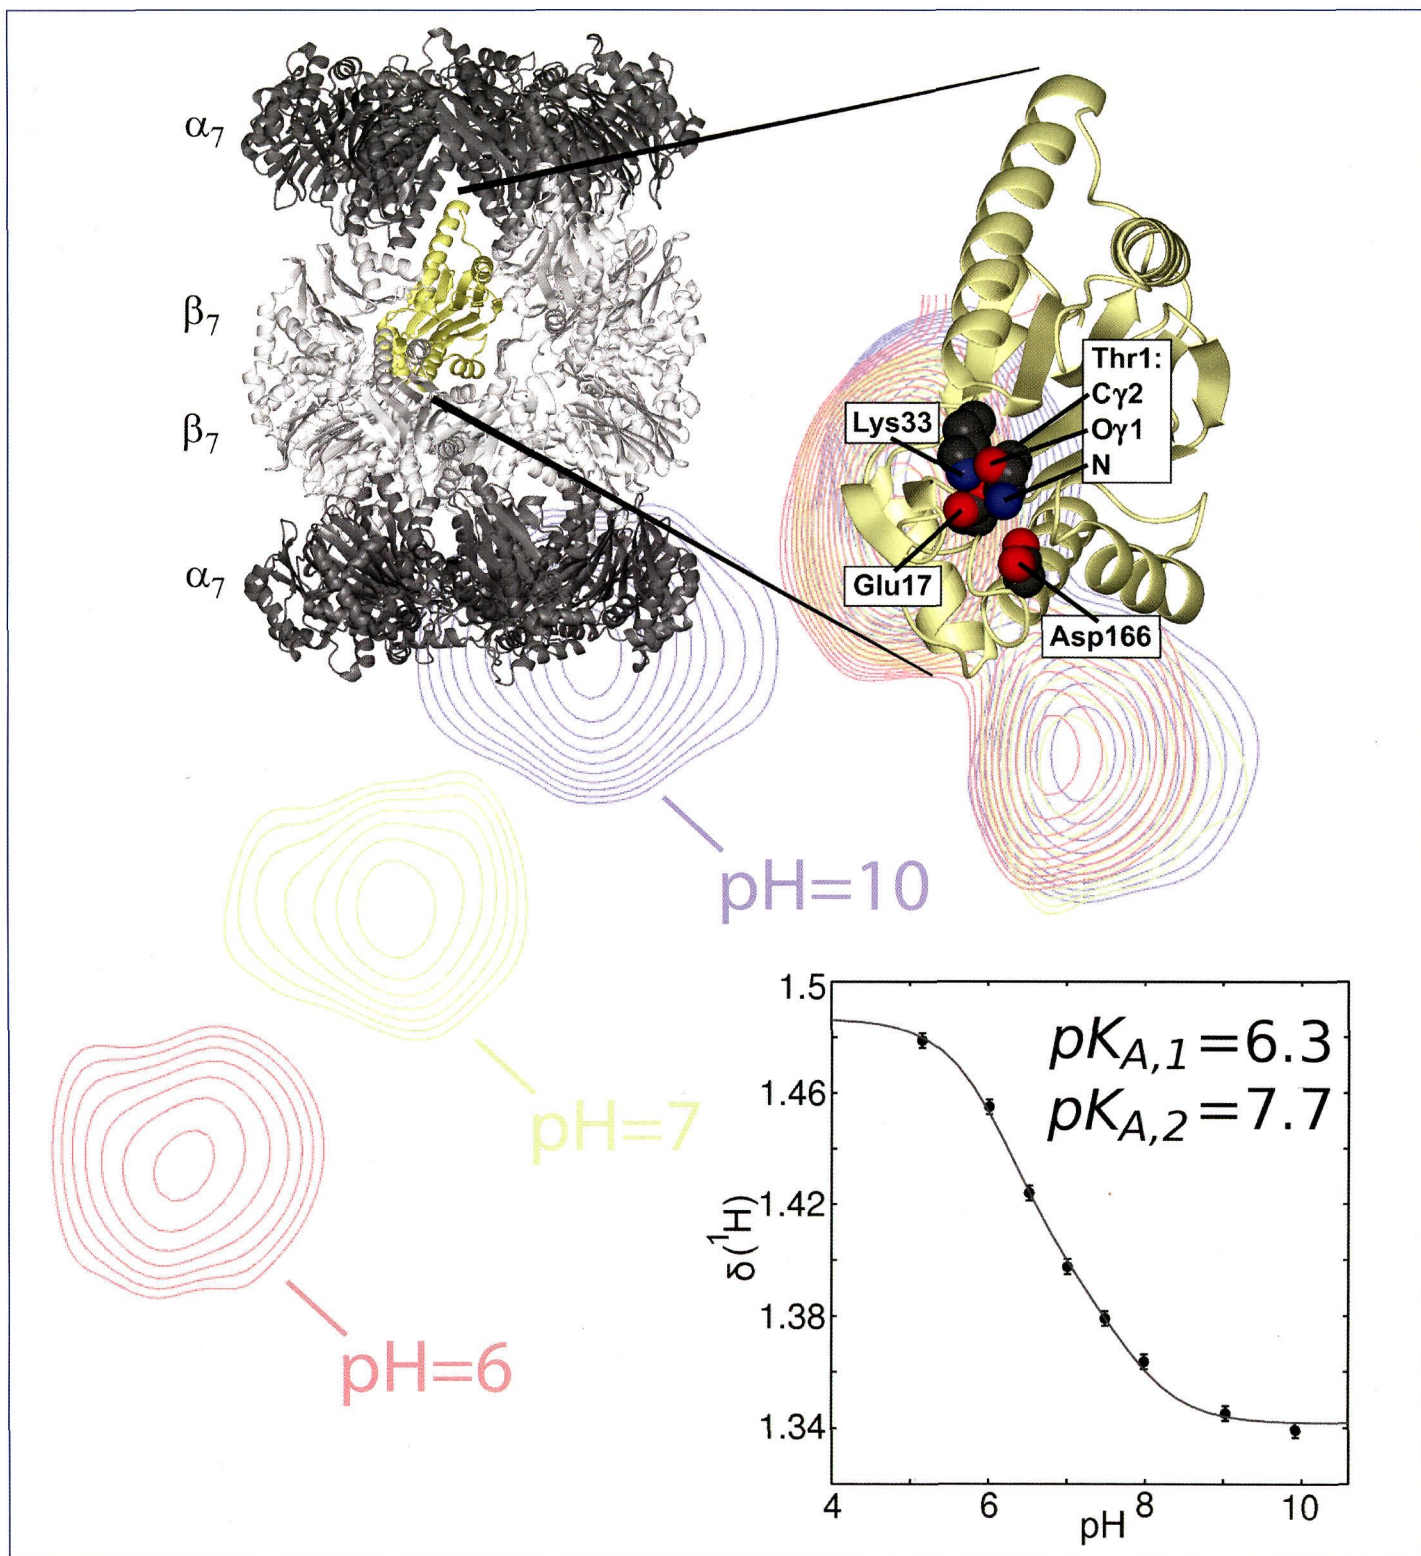 α7
β7
β7
α7
Thr1:
Cγ2
Oγ1
N
Lys33
Glu17
Asp166
pH=10
pH=7
pH=6
pKA,1=6.3
pKA,2=7.7
1.5
1.46
1.42
1.38
1.34
δ(1H)
4
6
8
10
pH